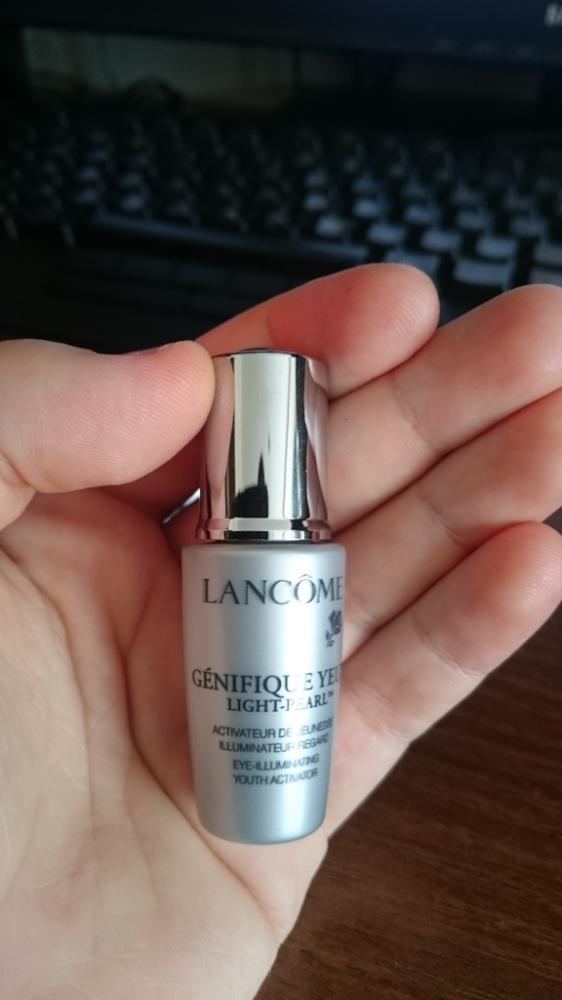 LANCÔME
GÉNIFIQUE YEU
LIGHT-PEARL™
ACTIVATEUR DE JEUNESSE
ILLUMINATEUR REGARD
EYE-ILLUMINATING
YOUTH ACTIVATOR